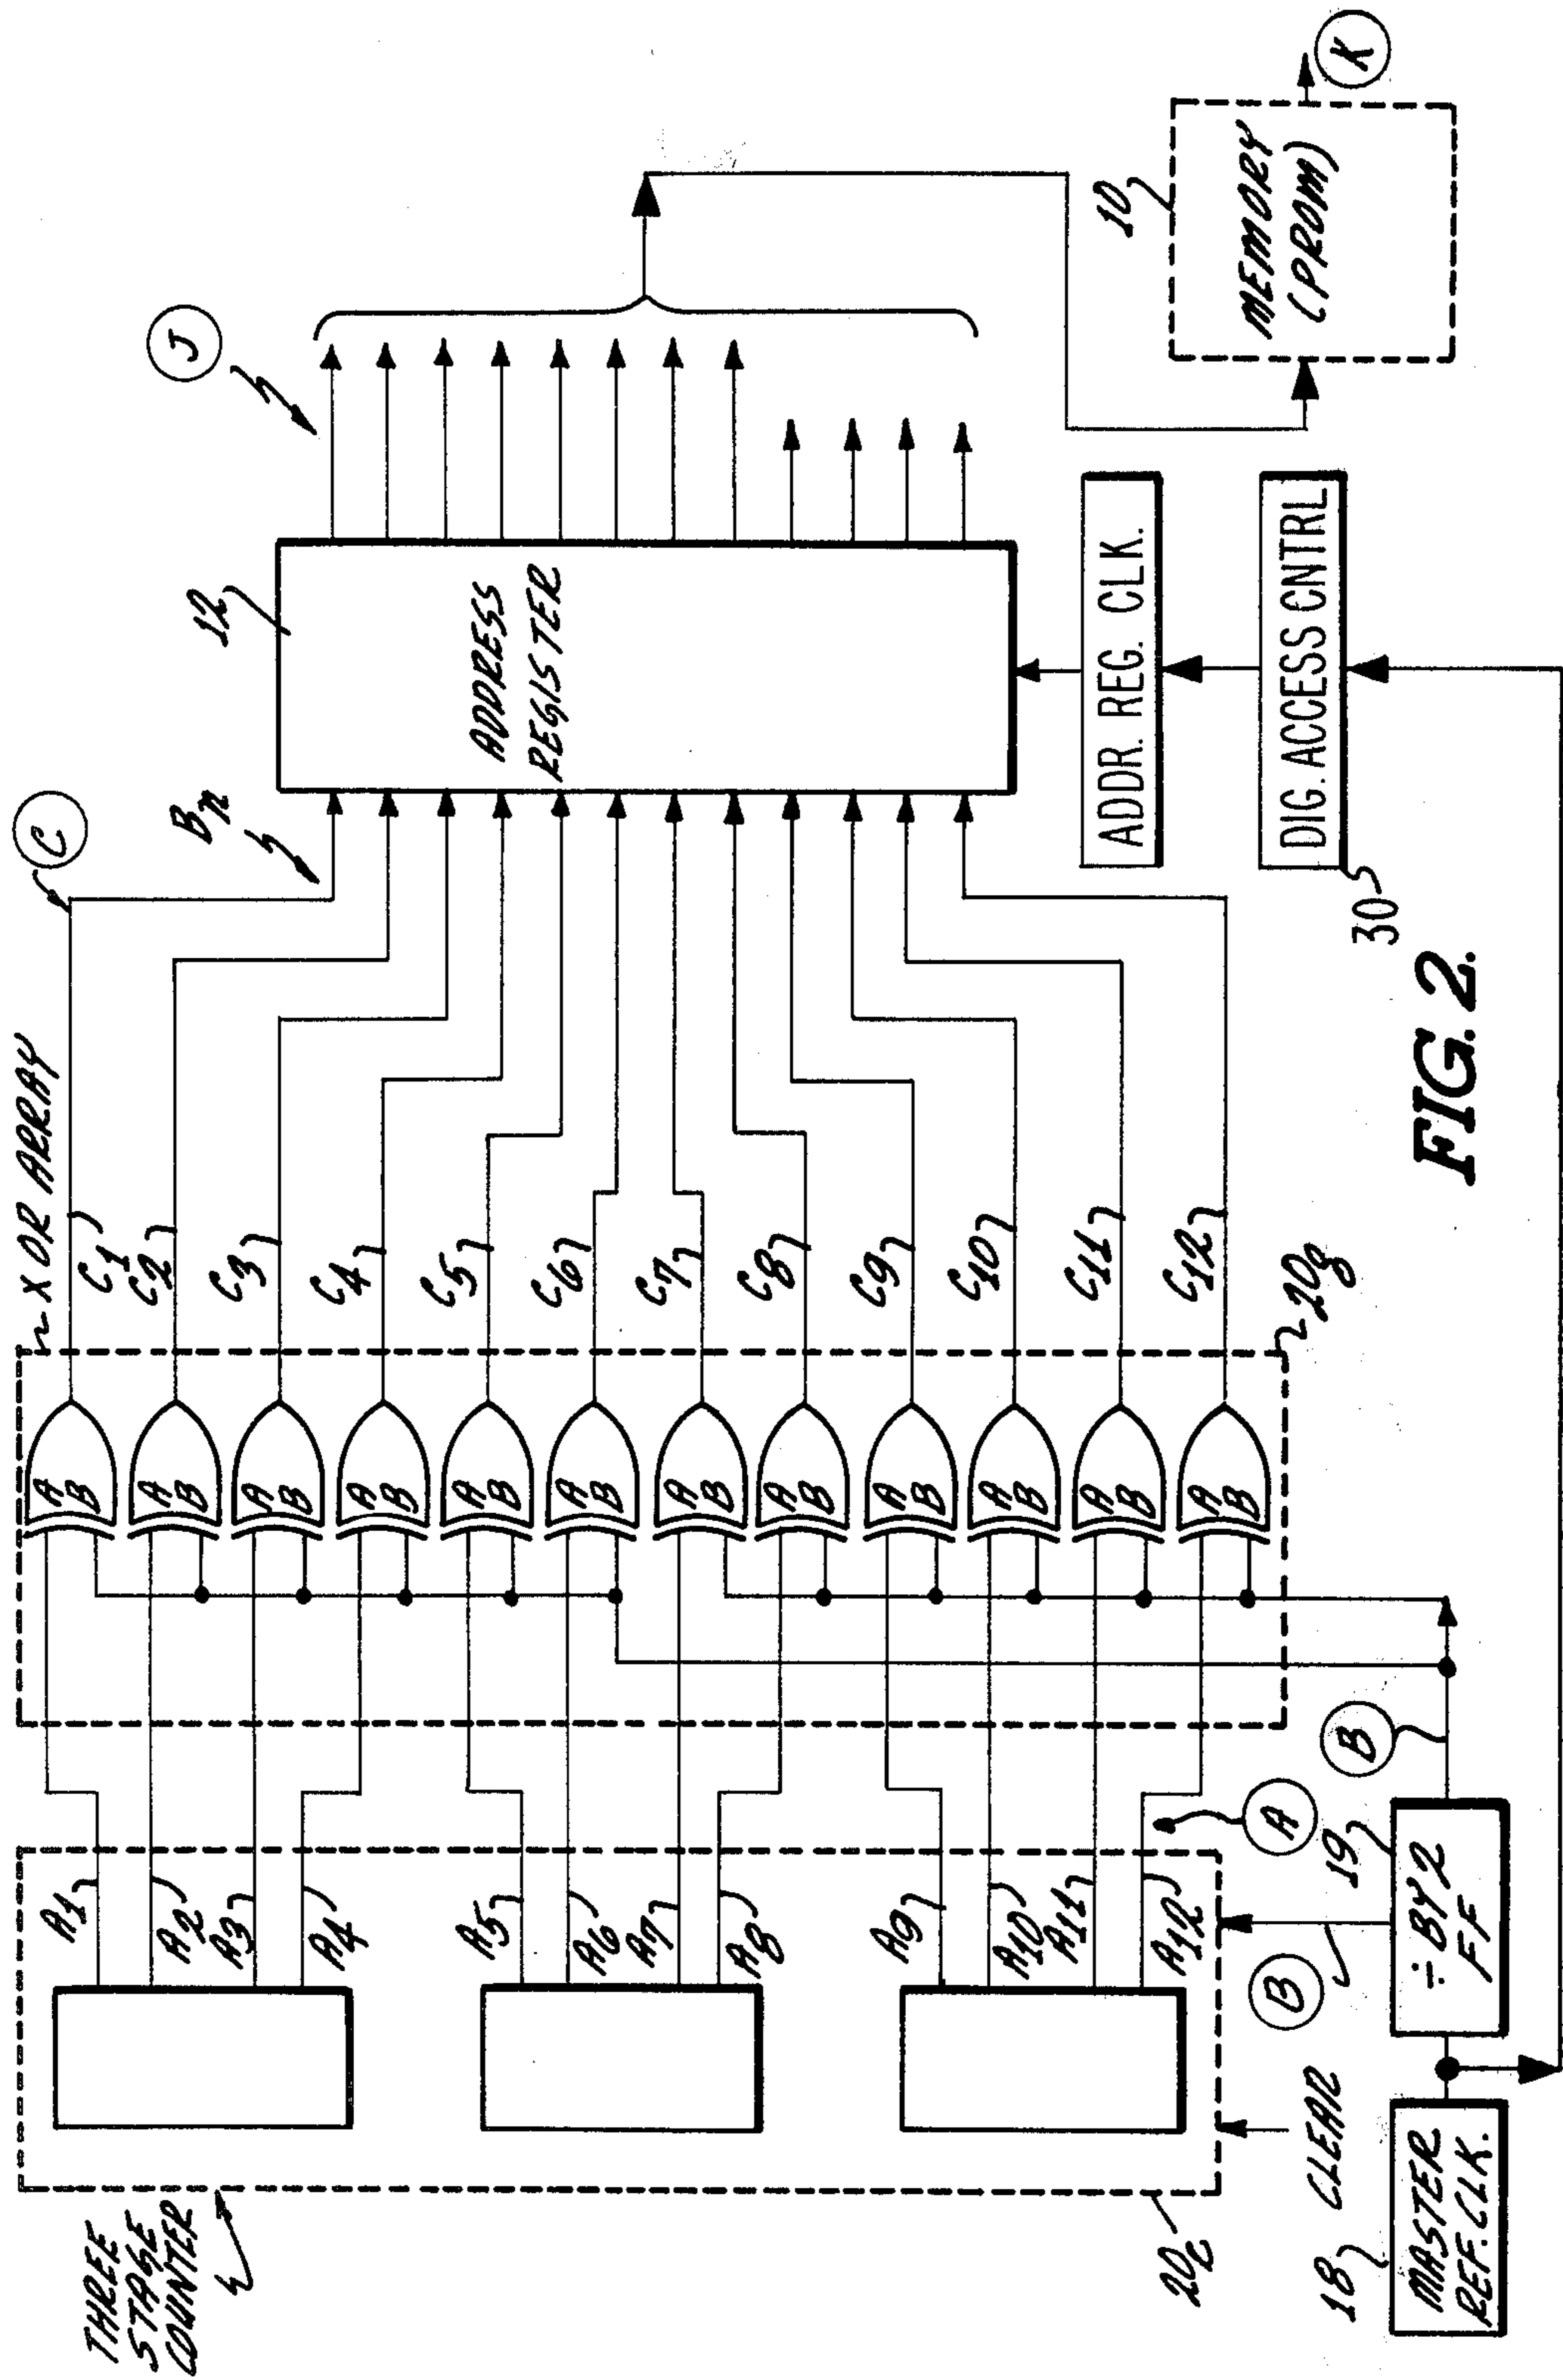 THREE
STAGE
COUNTER
20c
A1
A2
A3
A4
A5
A6
A7
A8
A9
A10
A11
A12
A
CLEAR
18
MASTER
REF. CLK.
19
÷ BY 2
FF
B
B
X OR ARRAY
20g
A
B
A
B
A
B
A
B
A
B
A
B
A
B
A
B
A
B
A
B
A
B
A
B
C1
C2
C3
C4
C5
C6
C7
C8
C9
C10
C11
C12
C
Bn
12
ADDRESS
REGISTER
J
ADDR. REG. CLK.
DIG. ACCESS CNTRL
30
10
MEMORY
(PROM)
K
FIG. 2.